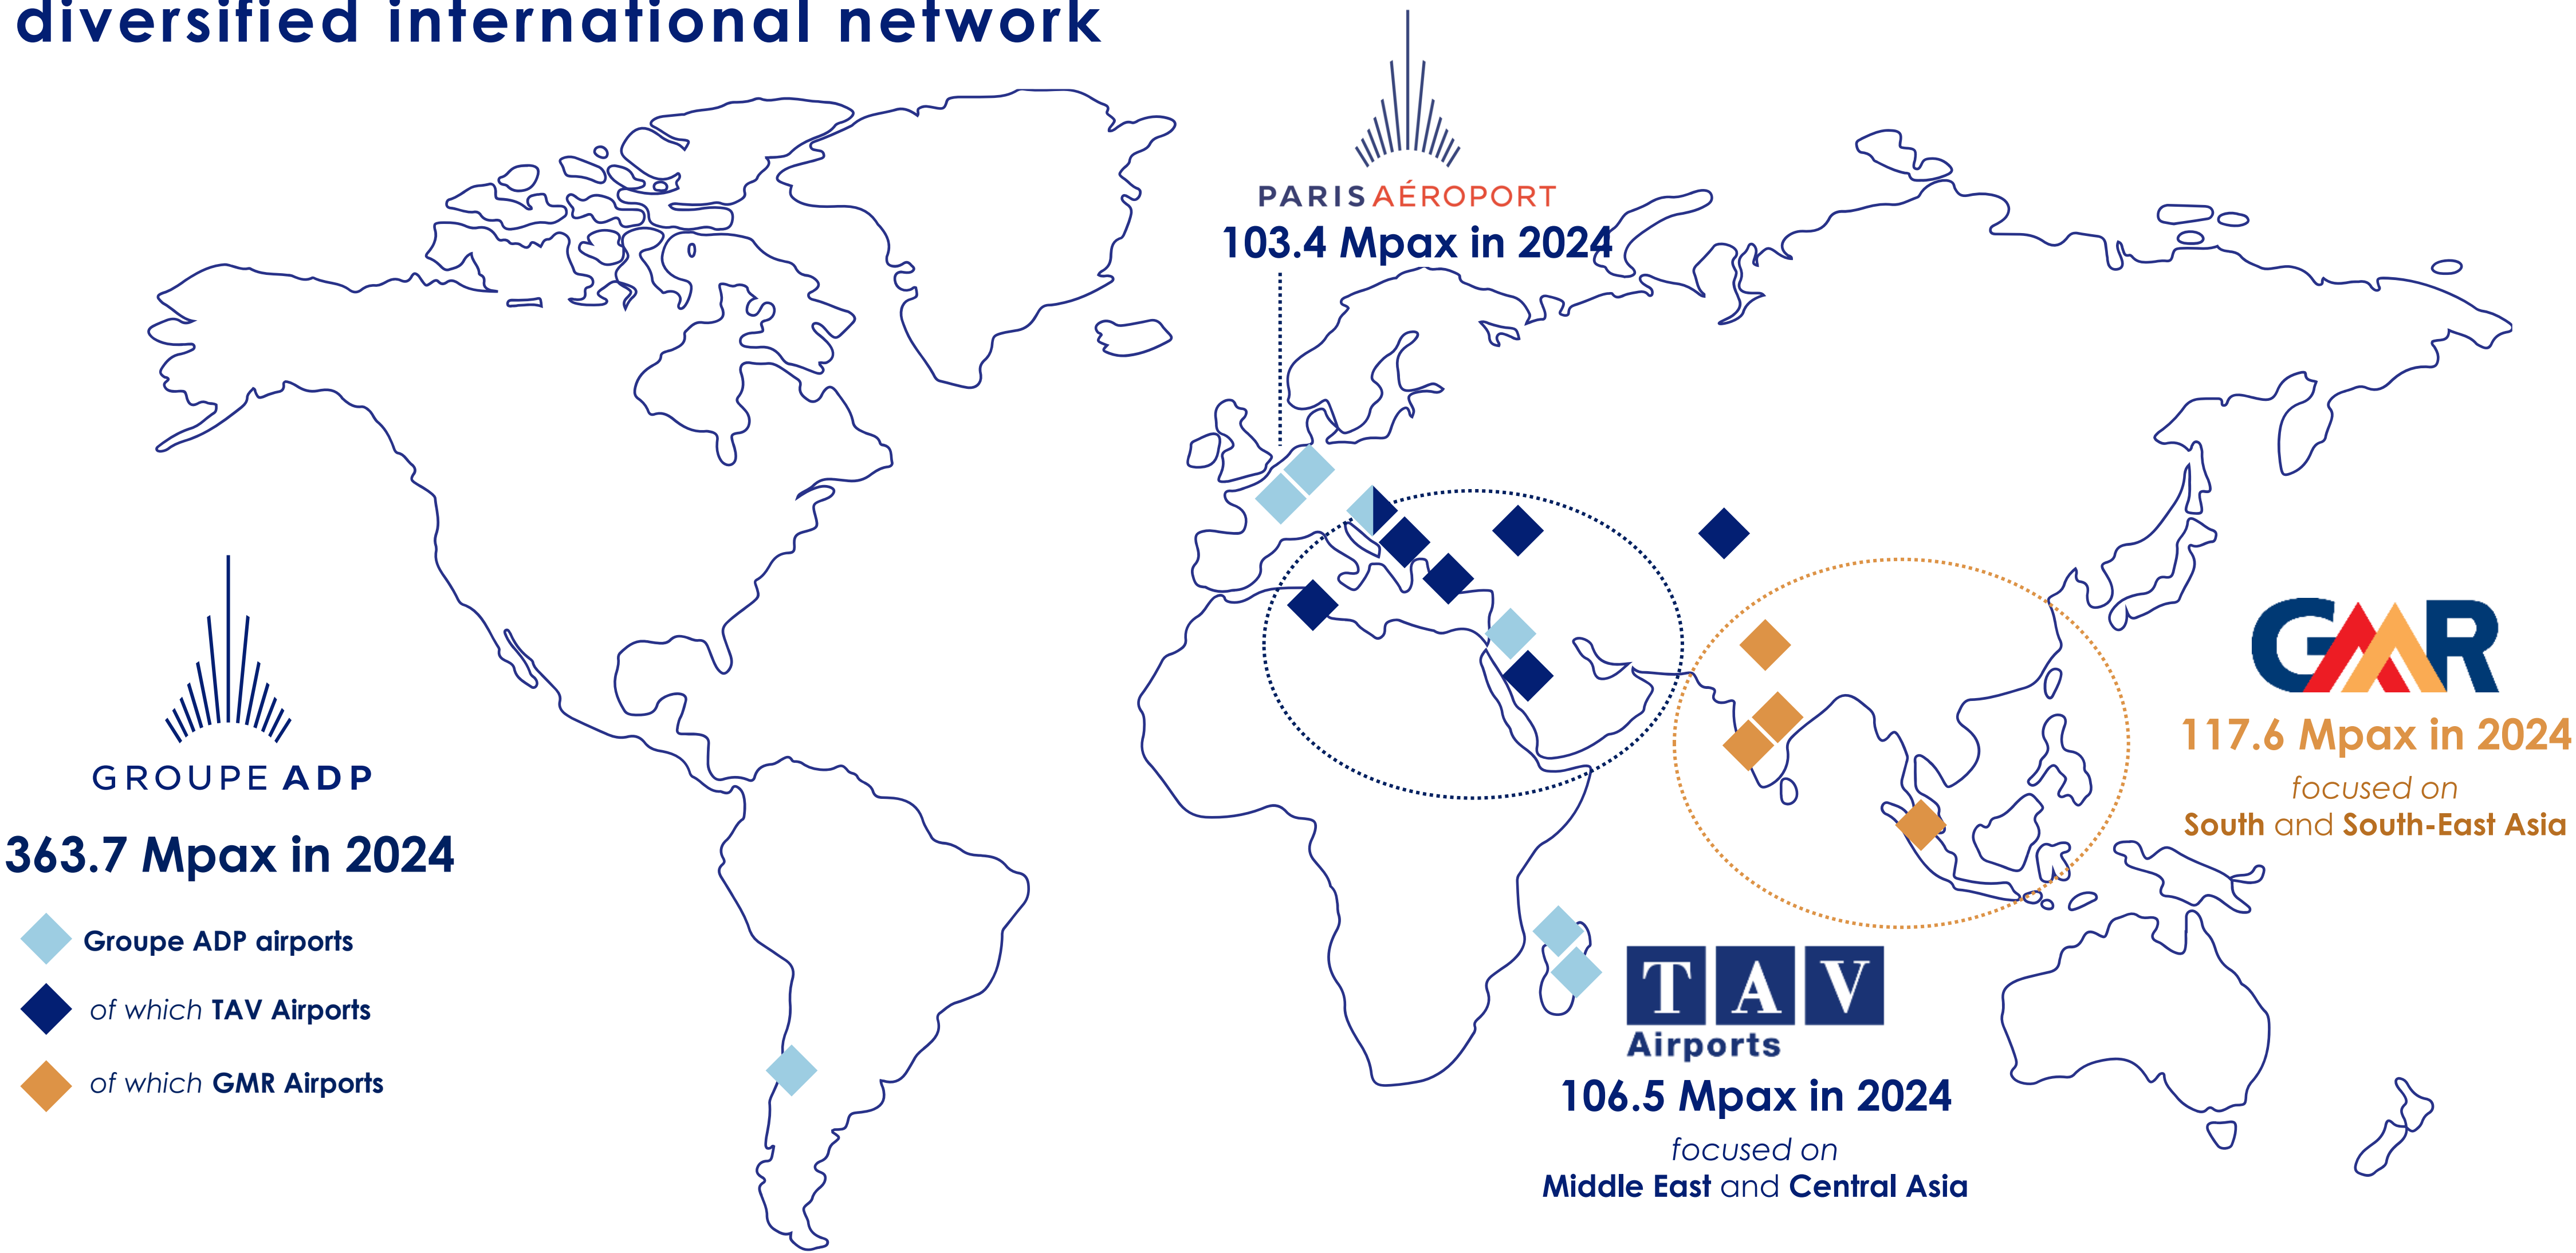 diversified international network
PARIS AÉROPORT
103.4 Mpax in 2024
GROUPE ADP
363.7 Mpax in 2024
Groupe ADP airports
of which TAV Airports
of which GMR Airports
GMR
117.6 Mpax in 2024
focused on
South and South-East Asia
TAV
Airports
106.5 Mpax in 2024
focused on
Middle East and Central Asia